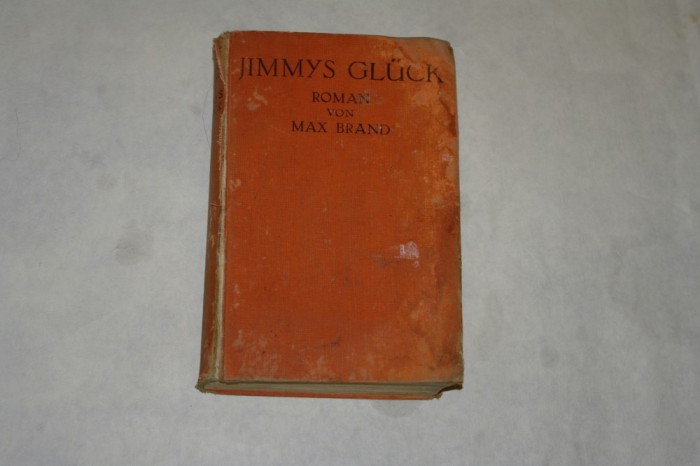 JIMMYS GLÜCK
ROMAN
VON
MAX BRAND